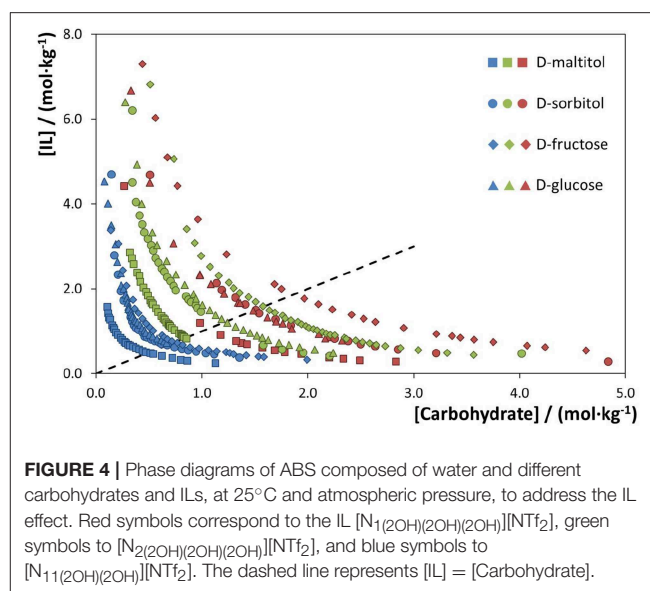 8.0
6.0
4.0
2.0
0.0
[IL] / (mol·kg⁻¹)
D-maltitol
D-sorbitol
D-fructose
D-glucose
0.0 1.0 2.0 3.0 4.0 5.0
[Carbohydrate] / (mol·kg⁻¹)
FIGURE 4 | Phase diagrams of ABS composed of water and different
carbohydrates and ILs, at 25°C and atmospheric pressure, to address the IL
effect. Red symbols correspond to the IL [N1(2OH)(2OH)(2OH)][NTf2], green
symbols to [N2(2OH)(2OH)(2OH)][NTf2], and blue symbols to
[N11(2OH)(2OH)][NTf2]. The dashed line represents [IL] = [Carbohydrate].